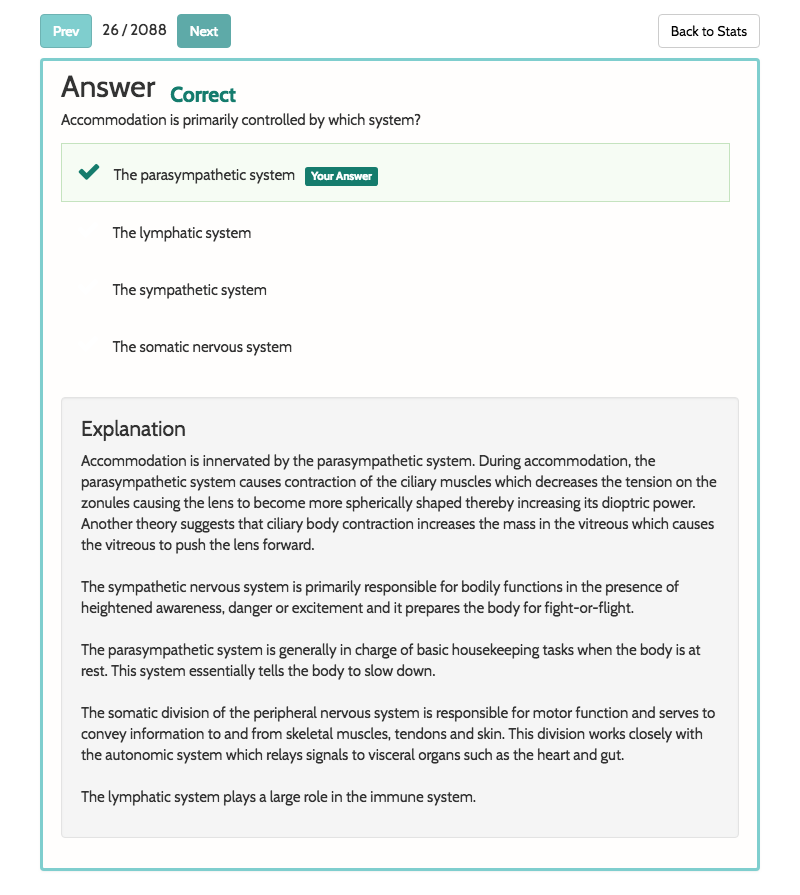 Prev 26 / 2088 Next Back to Stats
Answer Correct
Accommodation is primarily controlled by which system?
The parasympathetic system Your Answer
The lymphatic system
The sympathetic system
The somatic nervous system
Explanation
Accommodation is innervated by the parasympathetic system. During accommodation, the
parasympathetic system causes contraction of the ciliary muscles which decreases the tension on the
zonules causing the lens to become more spherically shaped thereby increasing its dioptric power.
Another theory suggests that ciliary body contraction increases the mass in the vitreous which causes
the vitreous to push the lens forward.
The sympathetic nervous system is primarily responsible for bodily functions in the presence of
heightened awareness, danger or excitement and it prepares the body for fight-or-flight.
The parasympathetic system is generally in charge of basic housekeeping tasks when the body is at
rest. This system essentially tells the body to slow down.
The somatic division of the peripheral nervous system is responsible for motor function and serves to
convey information to and from skeletal muscles, tendons and skin. This division works closely with
the autonomic system which relays signals to visceral organs such as the heart and gut.
The lymphatic system plays a large role in the immune system.